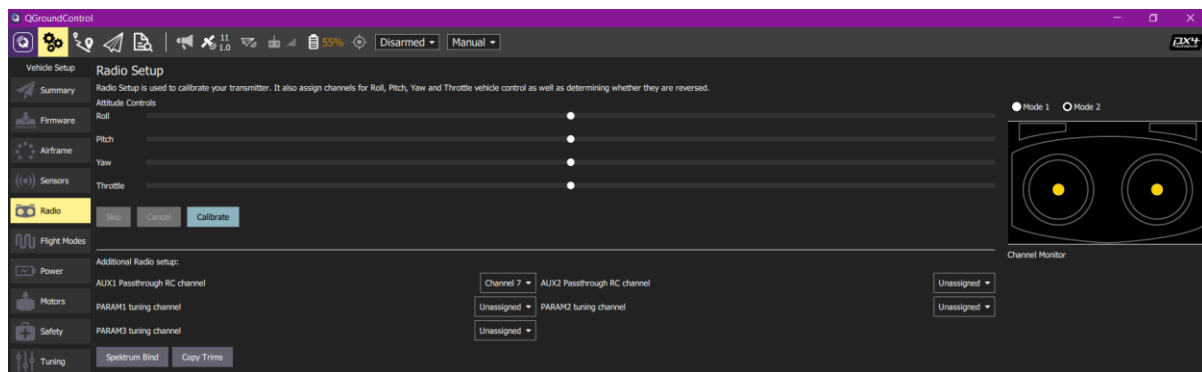 QGroundControl
11
1.0
55%
Disarmed
Manual
px4
Vehicle Setup
Summary
Firmware
Airframe
Sensors
Radio
Flight Modes
Power
Motors
Safety
Tuning
Radio Setup
Radio Setup is used to calibrate your transmitter. It also assign channels for Roll, Pitch, Yaw and Throttle vehicle control as well as determining whether they are reversed.
Attitude Controls
Roll
Pitch
Yaw
Throttle
Skip Cancel Calibrate
Additional Radio setup:
AUX1 Passthrough RC channel Channel 7 AUX2 Passthrough RC channel Unassigned
PARAM1 tuning channel Unassigned PARAM2 tuning channel Unassigned
PARAM3 tuning channel Unassigned
Spektrum Bind Copy Trims
Mode 1 Mode 2
Channel Monitor